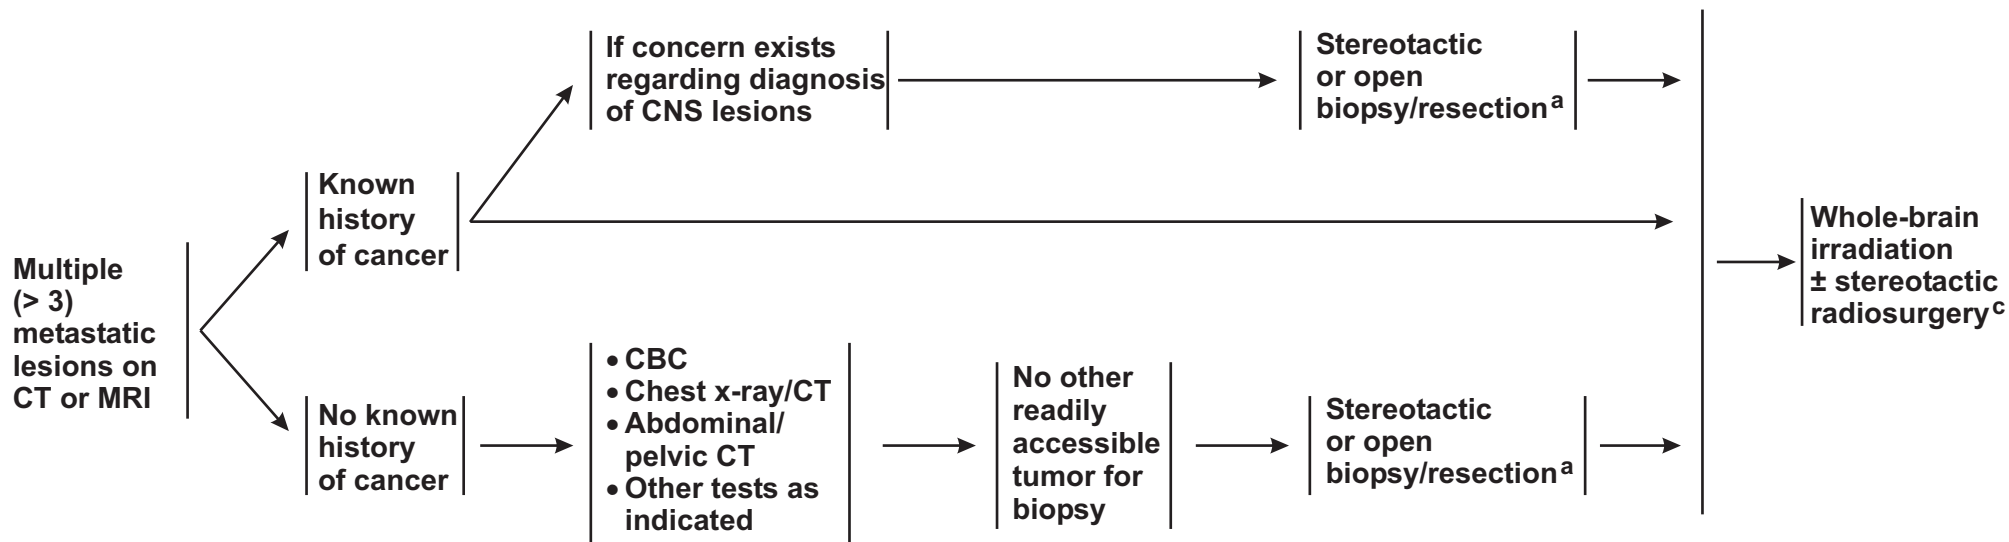 Multiple
(> 3)
metastatic
lesions on
CT or MRI
Known
history
of cancer
If concern exists
regarding diagnosis
of CNS lesions
Stereotactic
or open
biopsy/resection a
No known
history
of cancer
• CBC
• Chest x-ray/CT
• Abdominal/
pelvic CT
• Other tests as
indicated
No other
readily
accessible
tumor for
biopsy
Stereotactic
or open
biopsy/resection a
Whole-brain
irradiation
± stereotactic
radiosurgery c